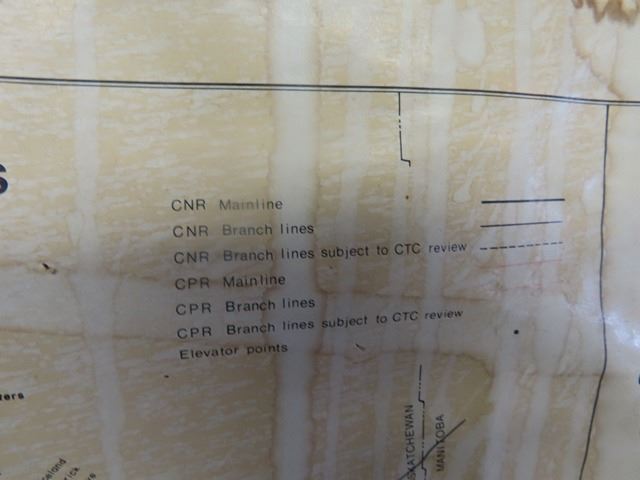 s
CNR Mainline
CNR Branch lines
CNR Branch lines subject to CTC review
CPR Mainline
CPR Branch lines
CPR Branch lines subject to CTC review
Elevator points
SKATCHEWAN
MANITOBA